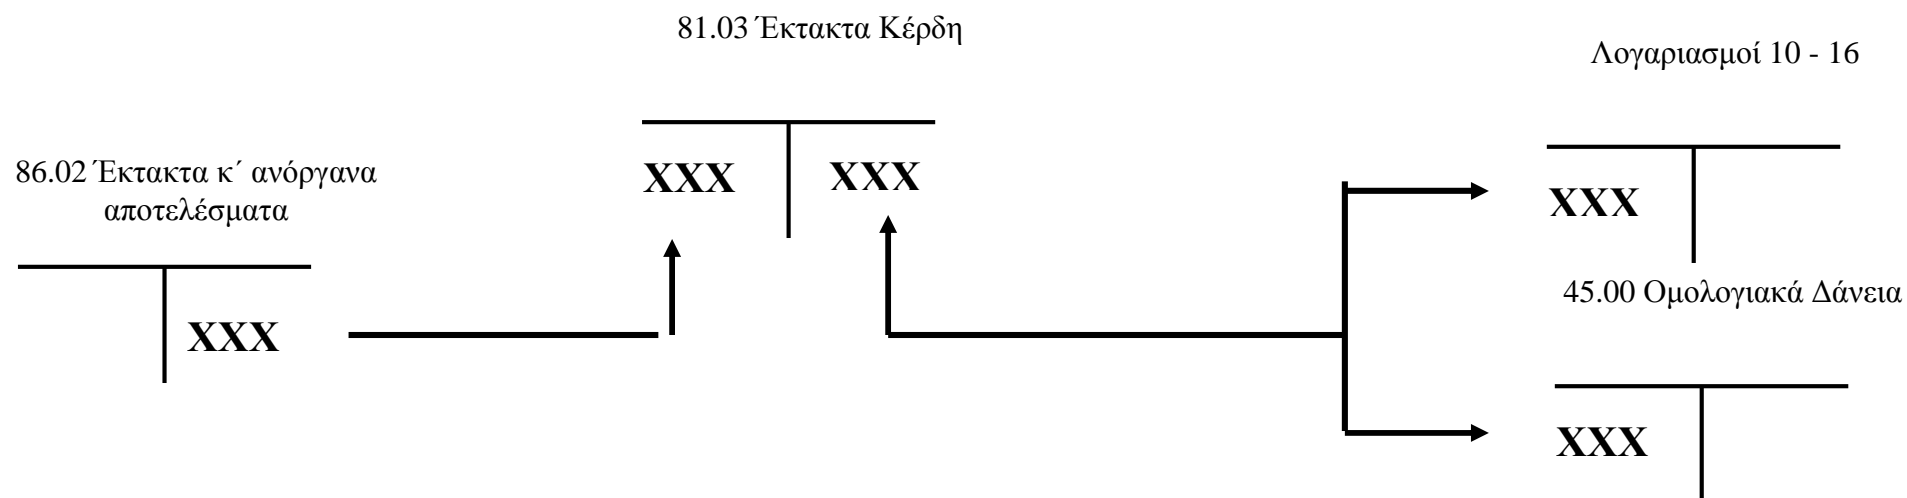 81.03 Έκτακτα Κέρδη
Λογαριασμοί 10 - 16
86.02 Έκτακτα κ΄ ανόργανα
αποτελέσματα
XXX
XXX
XXX
XXX
45.00 Ομολογιακά Δάνεια
XXX